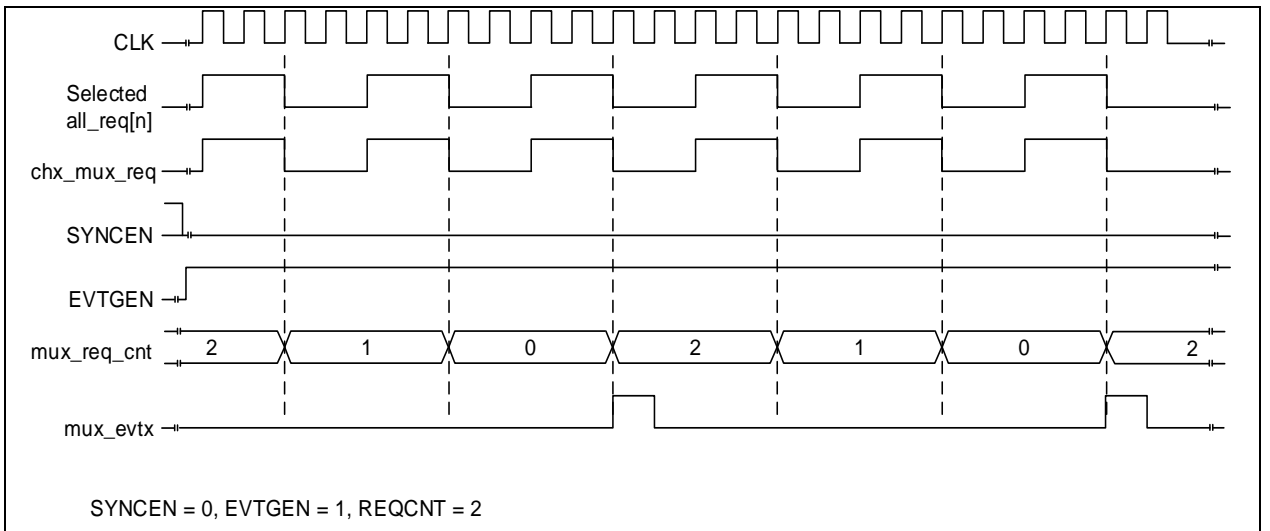 CLK
Selected
all_req[n]
chx_mux_req
SYNCEN
EVTGEN
mux_req_cnt 2 1 0 2 1 0 2
mux_evtx
SYNCEN = 0, EVTGEN = 1, REQCNT = 2